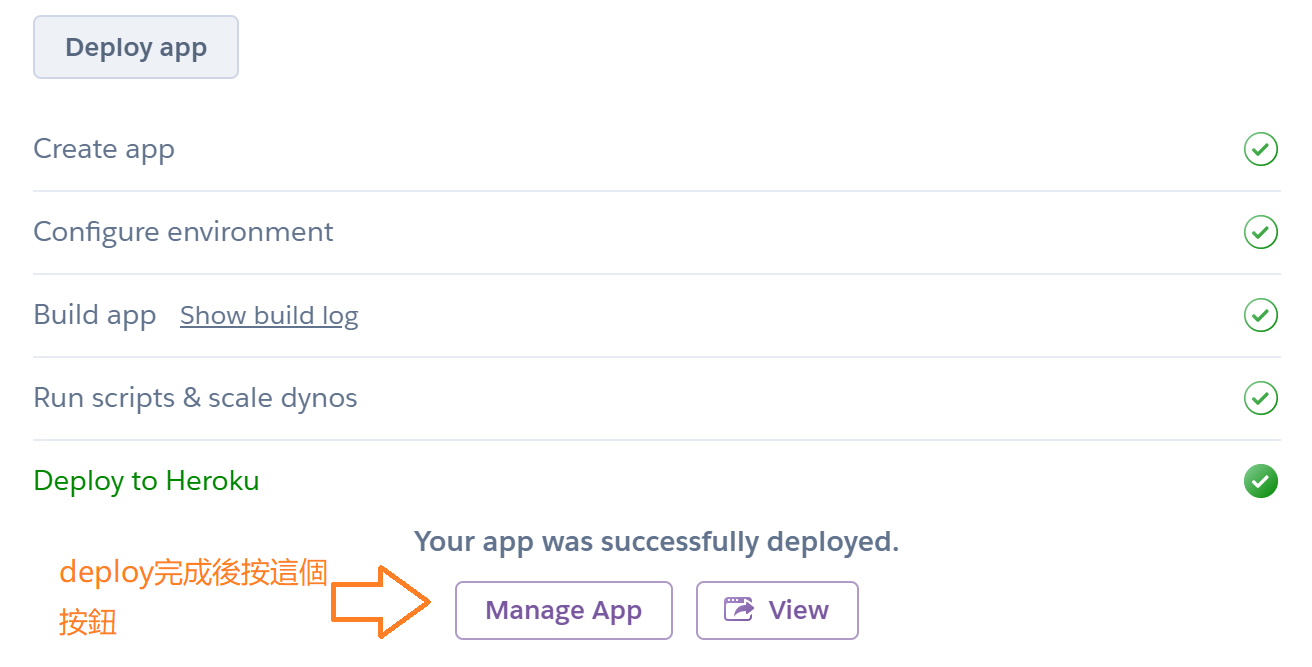 Deploy app
Create app
Configure environment
Build app Show build log
Run scripts & scale dynos
Deploy to Heroku
Your app was successfully deployed.
deploy完成後按這個
按鈕
Manage App View